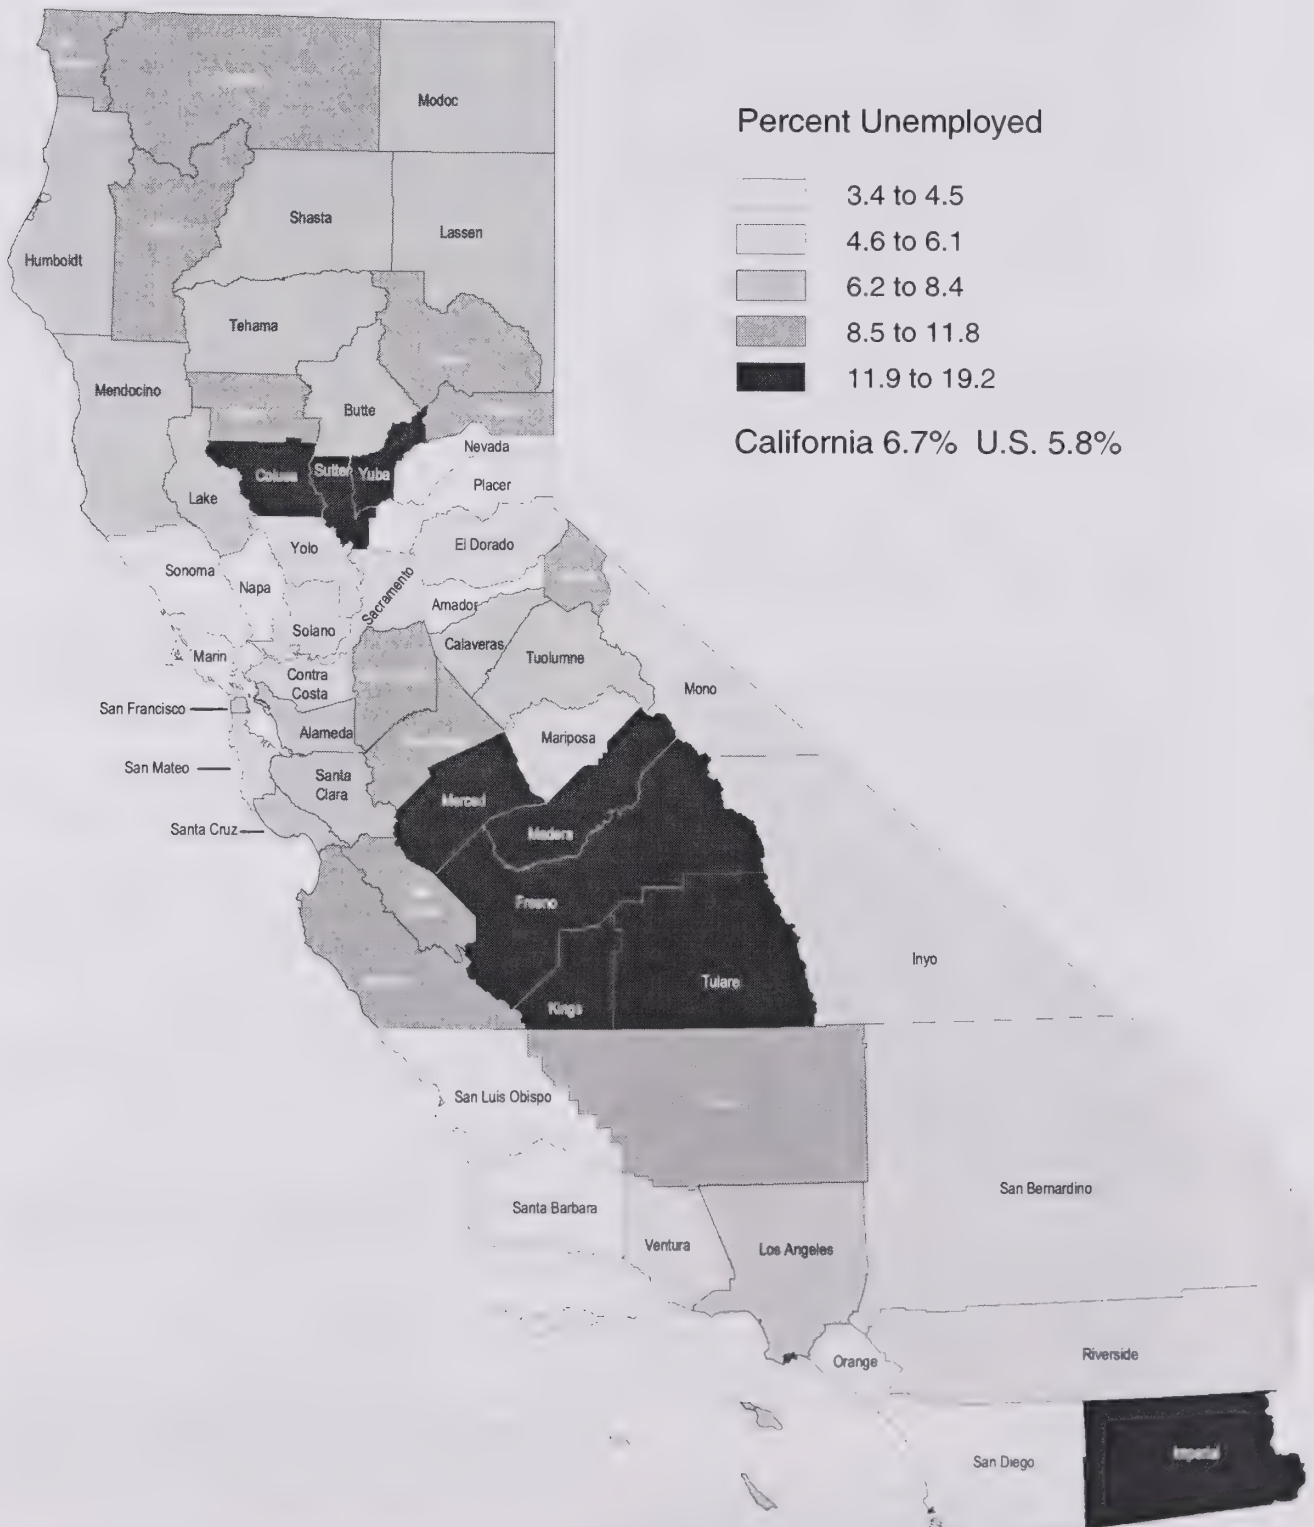 Percent Unemployed
3.4 to 4.5
4.6 to 6.1
6.2 to 8.4
8.5 to 11.8
11.9 to 19.2
California 6.7% U.S. 5.8%
Modoc
Shasta
Lassen
Humboldt
Tehama
Mendocino
Butte
Nevada
Colusa
Sutter
Yuba
Placer
Lake
Yolo
El Dorado
Sonoma
Napa
Sacramento
Amador
Solano
Calaveras
Marin
Tuolumne
Contra
Costa
Mono
San Francisco
Alameda
Mariposa
San Mateo
Santa
Clara
Merced
Santa Cruz
Madera
Fresno
Inyo
Tulare
Kings
San Luis Obispo
San Bernardino
Santa Barbara
Ventura
Los Angeles
Orange
Riverside
San Diego
Imperial